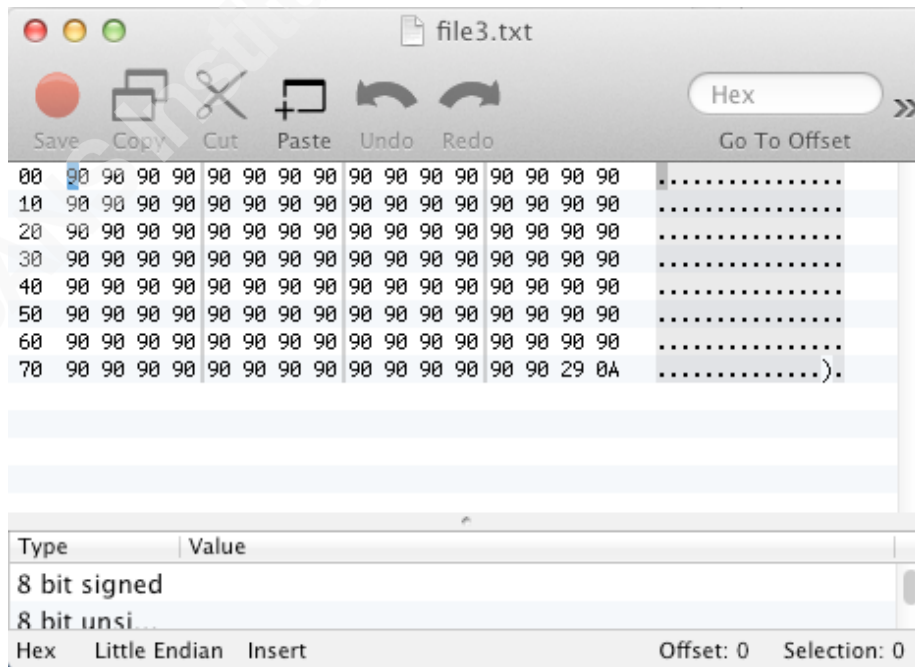 file3.txt
Save Copy Cut Paste Undo Redo Hex Go To Offset
00 90 90 90 90 90 90 90 90 90 90 90 90 90 90 90 90 ................
10 90 90 90 90 90 90 90 90 90 90 90 90 90 90 90 90 ................
20 90 90 90 90 90 90 90 90 90 90 90 90 90 90 90 90 ................
30 90 90 90 90 90 90 90 90 90 90 90 90 90 90 90 90 ................
40 90 90 90 90 90 90 90 90 90 90 90 90 90 90 90 90 ................
50 90 90 90 90 90 90 90 90 90 90 90 90 90 90 90 90 ................
60 90 90 90 90 90 90 90 90 90 90 90 90 90 90 90 90 ................
70 90 90 90 90 90 90 90 90 90 90 90 90 90 90 29 0A ..............).
Type Value
8 bit signed
8 bit unsi...
Hex Little Endian Insert Offset: 0 Selection: 0